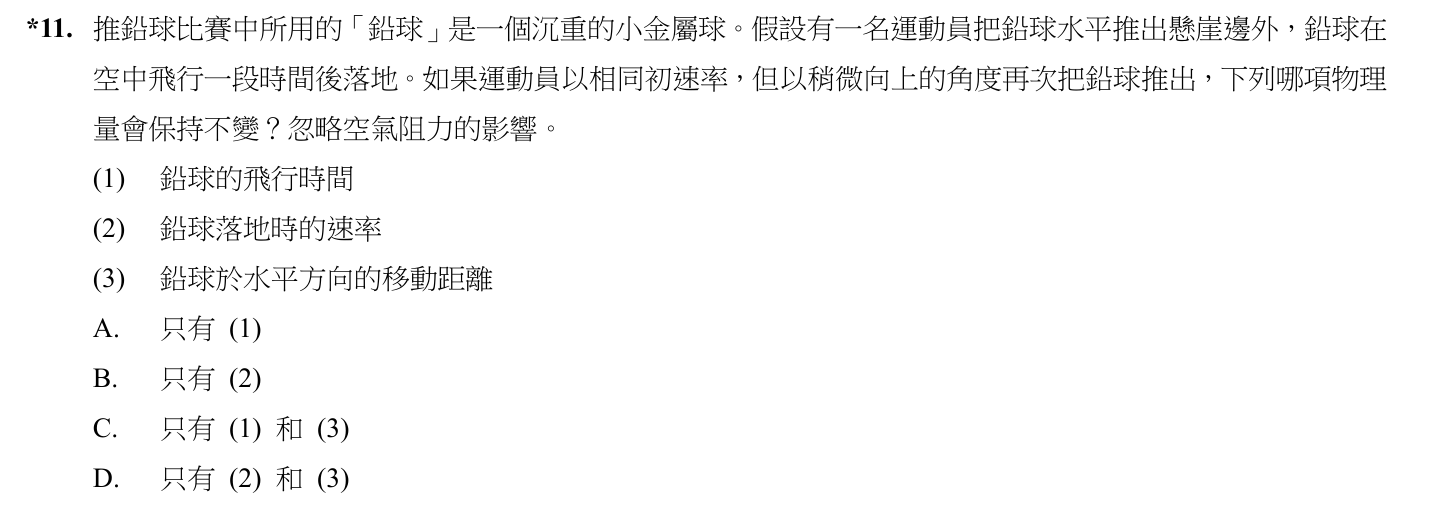 *11. 推鉛球比賽中所用的「鉛球」是一個沉重的小金屬球。假設有一名運動員把鉛球水平推出懸崖邊外，鉛球在
空中飛行一段時間後落地。如果運動員以相同初速率，但以稍微向上的角度再次把鉛球推出，下列哪項物理
量會保持不變？忽略空氣阻力的影響。
(1) 鉛球的飛行時間
(2) 鉛球落地時的速率
(3) 鉛球於水平方向的移動距離
A. 只有 (1)
B. 只有 (2)
C. 只有 (1) 和 (3)
D. 只有 (2) 和 (3)